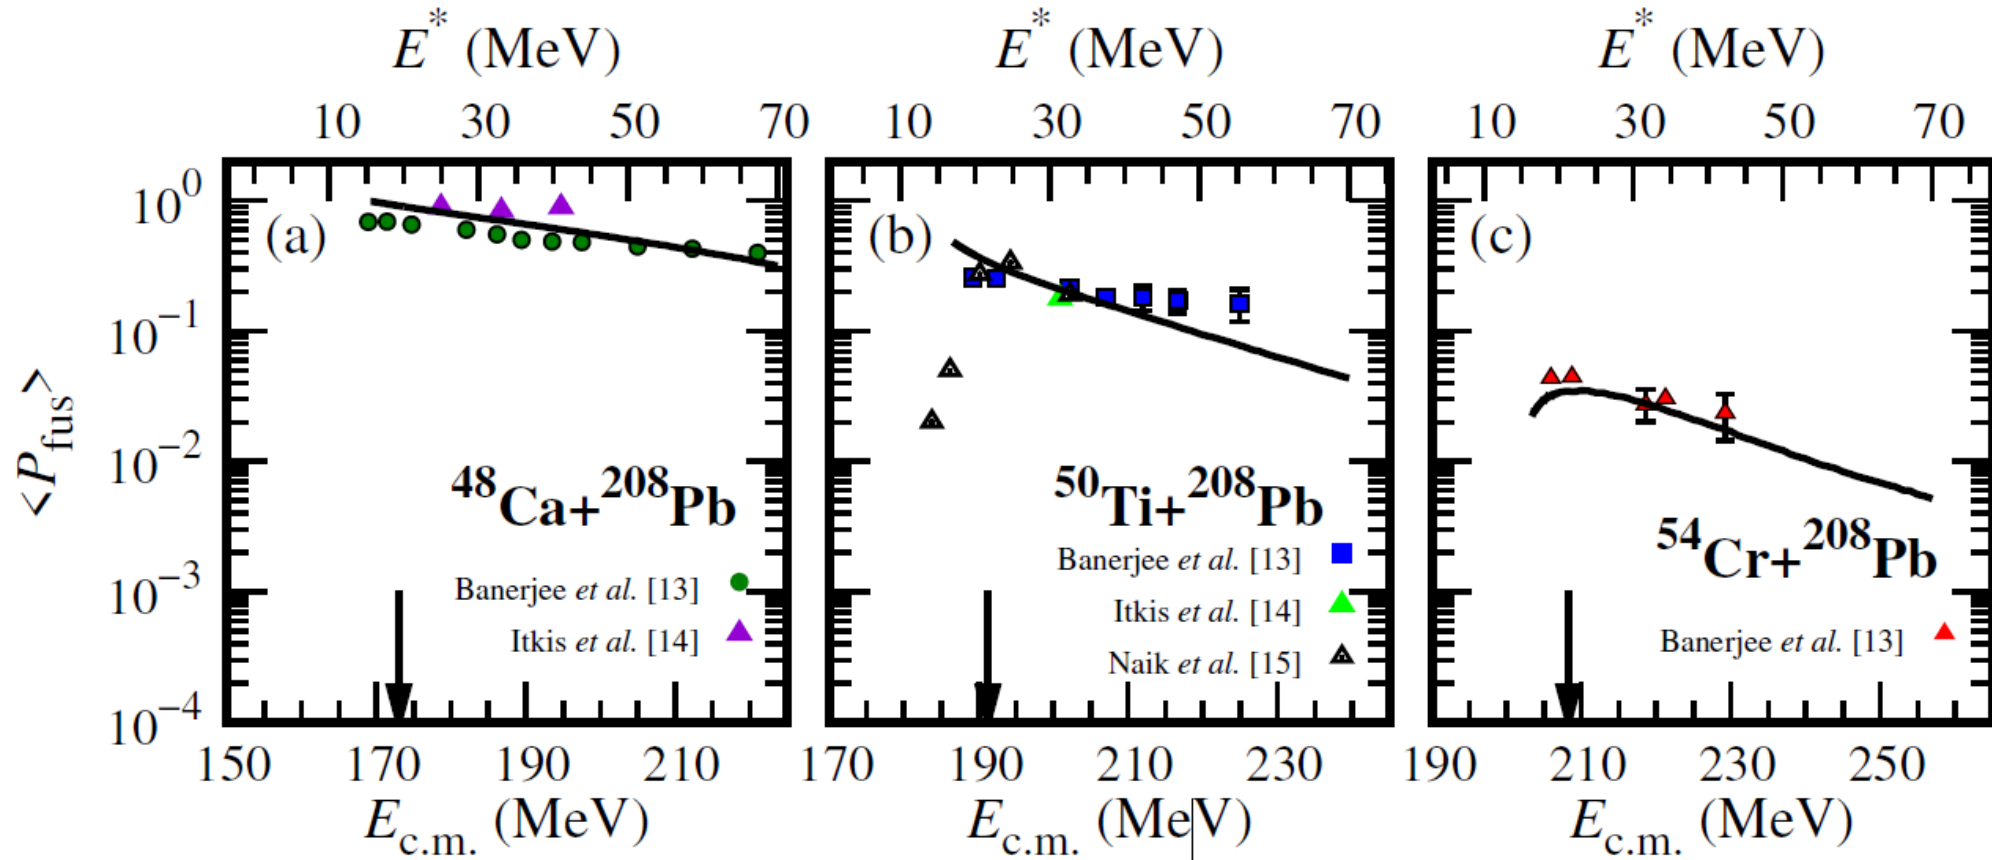 E* (MeV) E* (MeV) E* (MeV)
10 30 50 70 10 30 50 70 10 30 50 70
<P_fus>
10^0
10^-1
10^-2
10^-3
10^-4
(a)
^48Ca+^208Pb
Banerjee et al. [13]
Itkis et al. [14]
150 170 190 210
E_c.m. (MeV)
(b)
^50Ti+^208Pb
Banerjee et al. [13]
Itkis et al. [14]
Naik et al. [15]
170 190 210 230
E_c.m. (MeV)
(c)
^54Cr+^208Pb
Banerjee et al. [13]
190 210 230 250
E_c.m. (MeV)